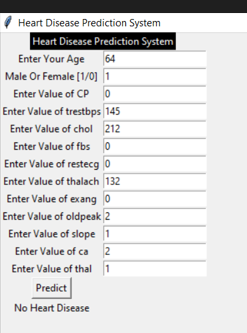 Heart Disease Prediction System
Heart Disease Prediction System
Enter Your Age 64
Male Or Female [1/0] 1
Enter Value of CP 0
Enter Value of trestbps 145
Enter Value of chol 212
Enter Value of fbs 0
Enter Value of restecg 0
Enter Value of thalach 132
Enter Value of exang 0
Enter Value of oldpeak 2
Enter Value of slope 1
Enter Value of ca 2
Enter Value of thal 1
Predict
No Heart Disease